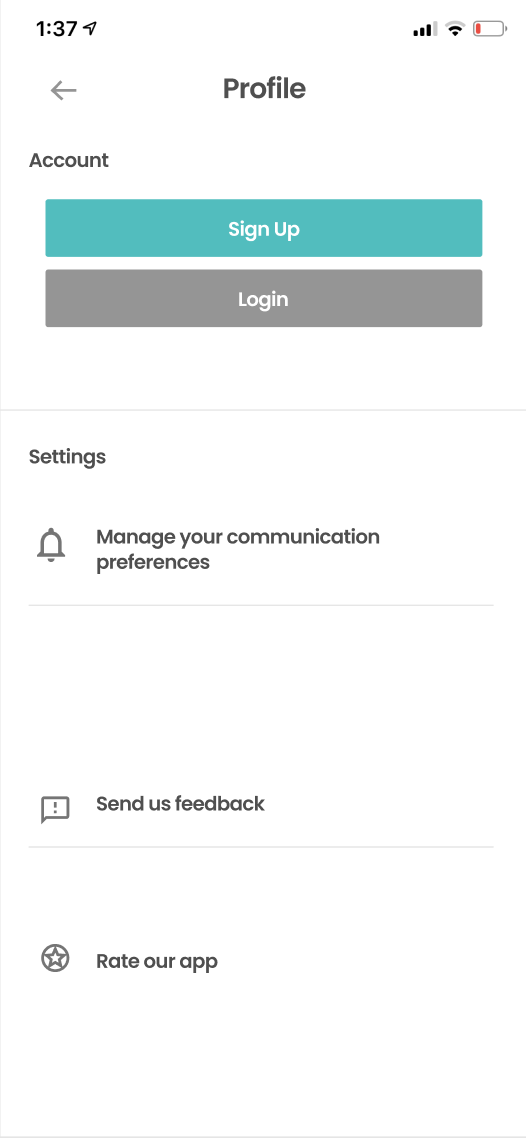 1:37
Profile
Account
Sign Up
Login
Settings
Manage your communication
preferences
Send us feedback
Rate our app